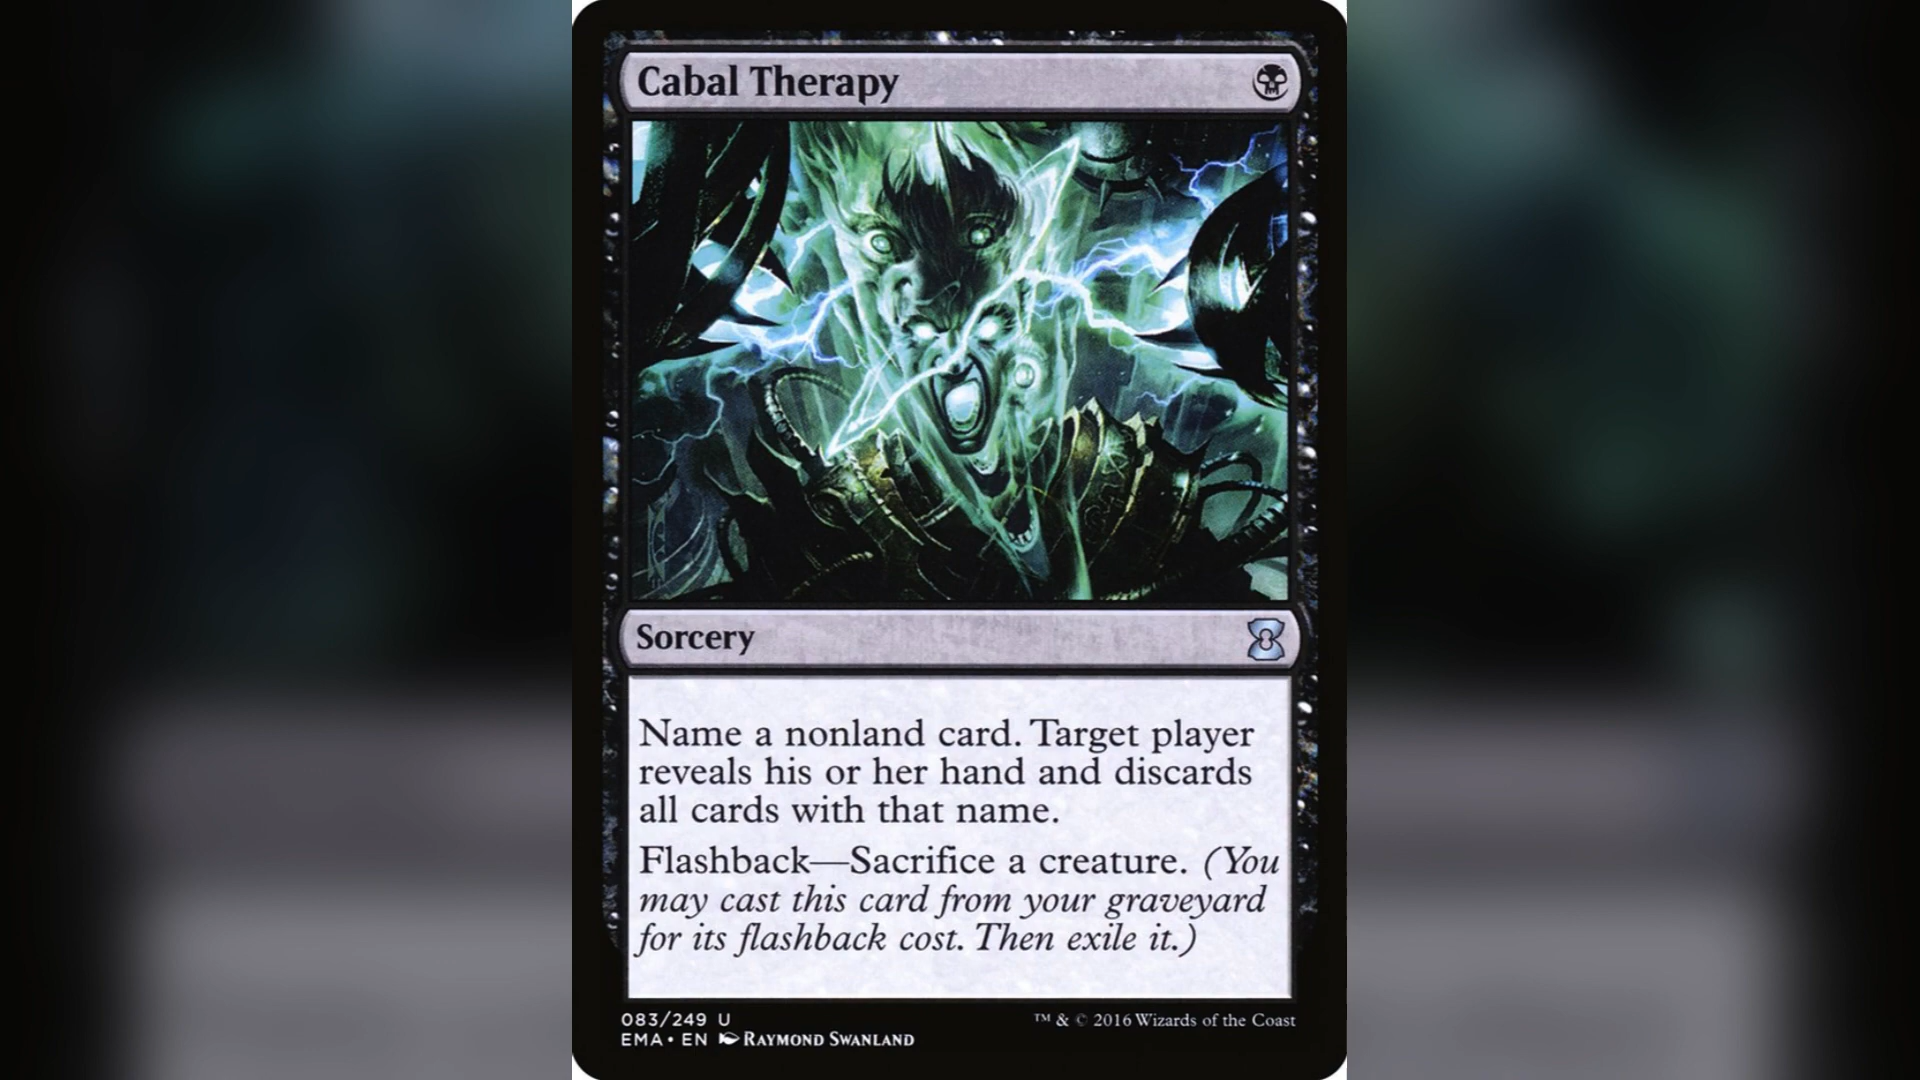 Cabal Therapy
Sorcery
Name a nonland card. Target player
reveals his or her hand and discards
all cards with that name.
Flashback—Sacrifice a creature. (You
may cast this card from your graveyard
for its flashback cost. Then exile it.)
083/249 U
™ & © 2016 Wizards of the Coast
EMA • EN Raymond Swanland